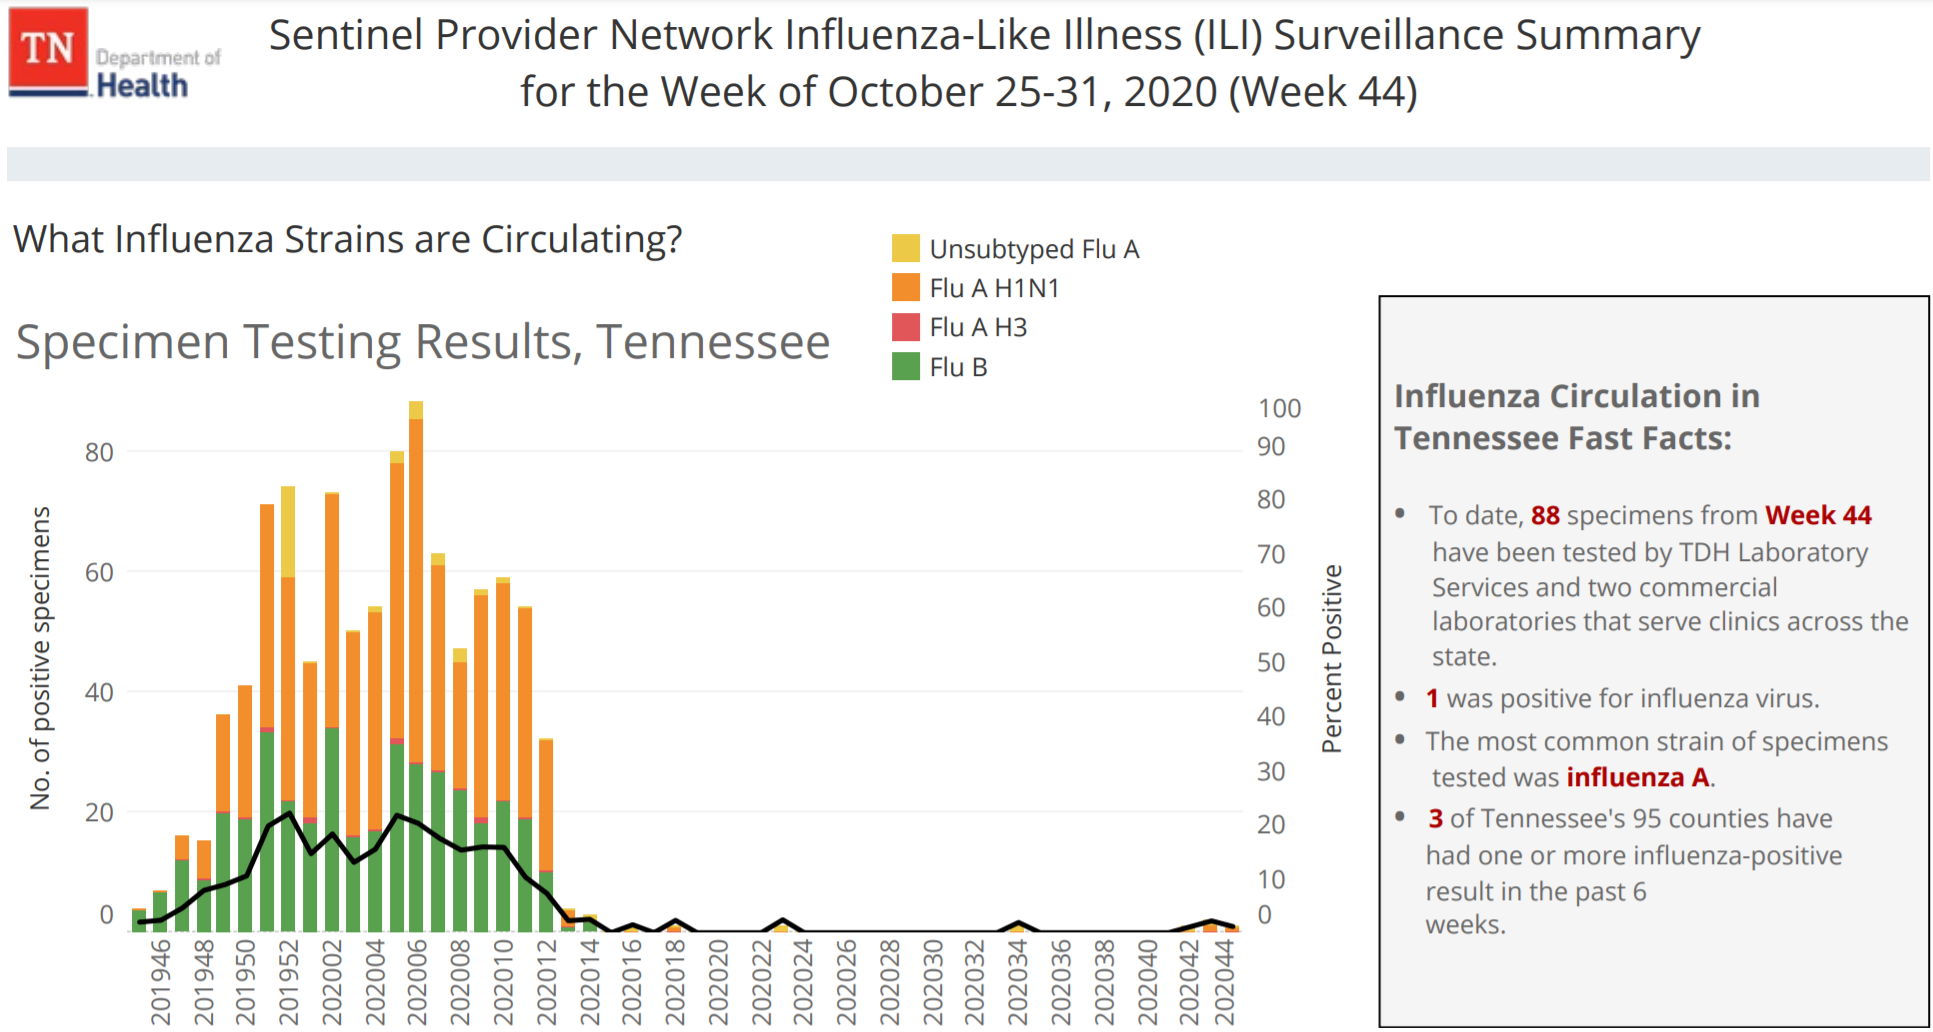 TN
Department of
Health
Sentinel Provider Network Influenza-Like Illness (ILI) Surveillance Summary
for the Week of October 25-31, 2020 (Week 44)
What Influenza Strains are Circulating?
Unsubtyped Flu A
Flu A H1N1
Flu A H3
Flu B
Specimen Testing Results, Tennessee
No. of positive specimens
80
60
40
20
0
100
90
80
70
60
50
40
30
20
10
0
Percent Positive
201946
201948
201950
201952
202002
202004
202006
202008
202010
202012
202014
202016
202018
202020
202022
202024
202026
202028
202030
202032
202034
202036
202038
202040
202042
202044
Influenza Circulation in
Tennessee Fast Facts:
• To date, 88 specimens from Week 44
have been tested by TDH Laboratory
Services and two commercial
laboratories that serve clinics across the
state.
• 1 was positive for influenza virus.
• The most common strain of specimens
tested was influenza A.
• 3 of Tennessee's 95 counties have
had one or more influenza-positive
result in the past 6
weeks.